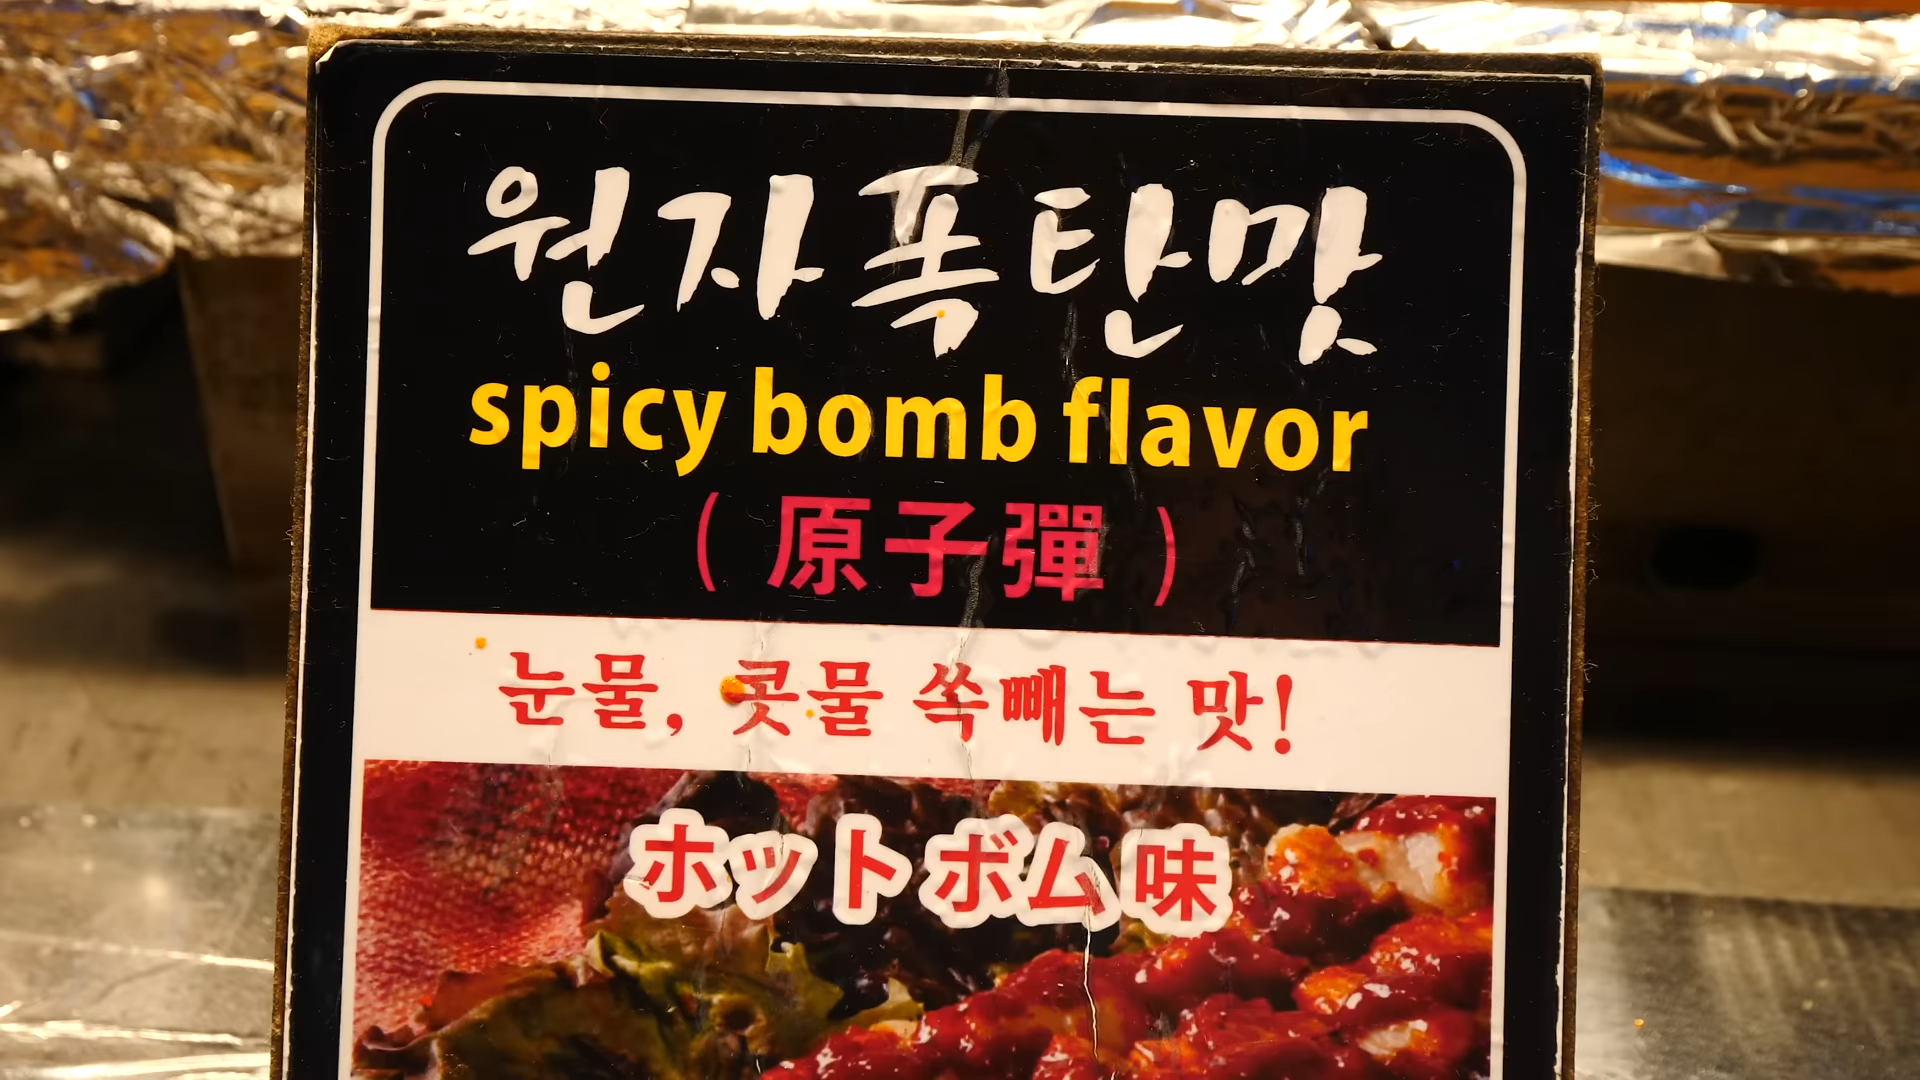 원자폭탄맛
spicy bomb flavor
(原子彈)
눈물, 콧물 쏙빼는 맛!
ホットボム味